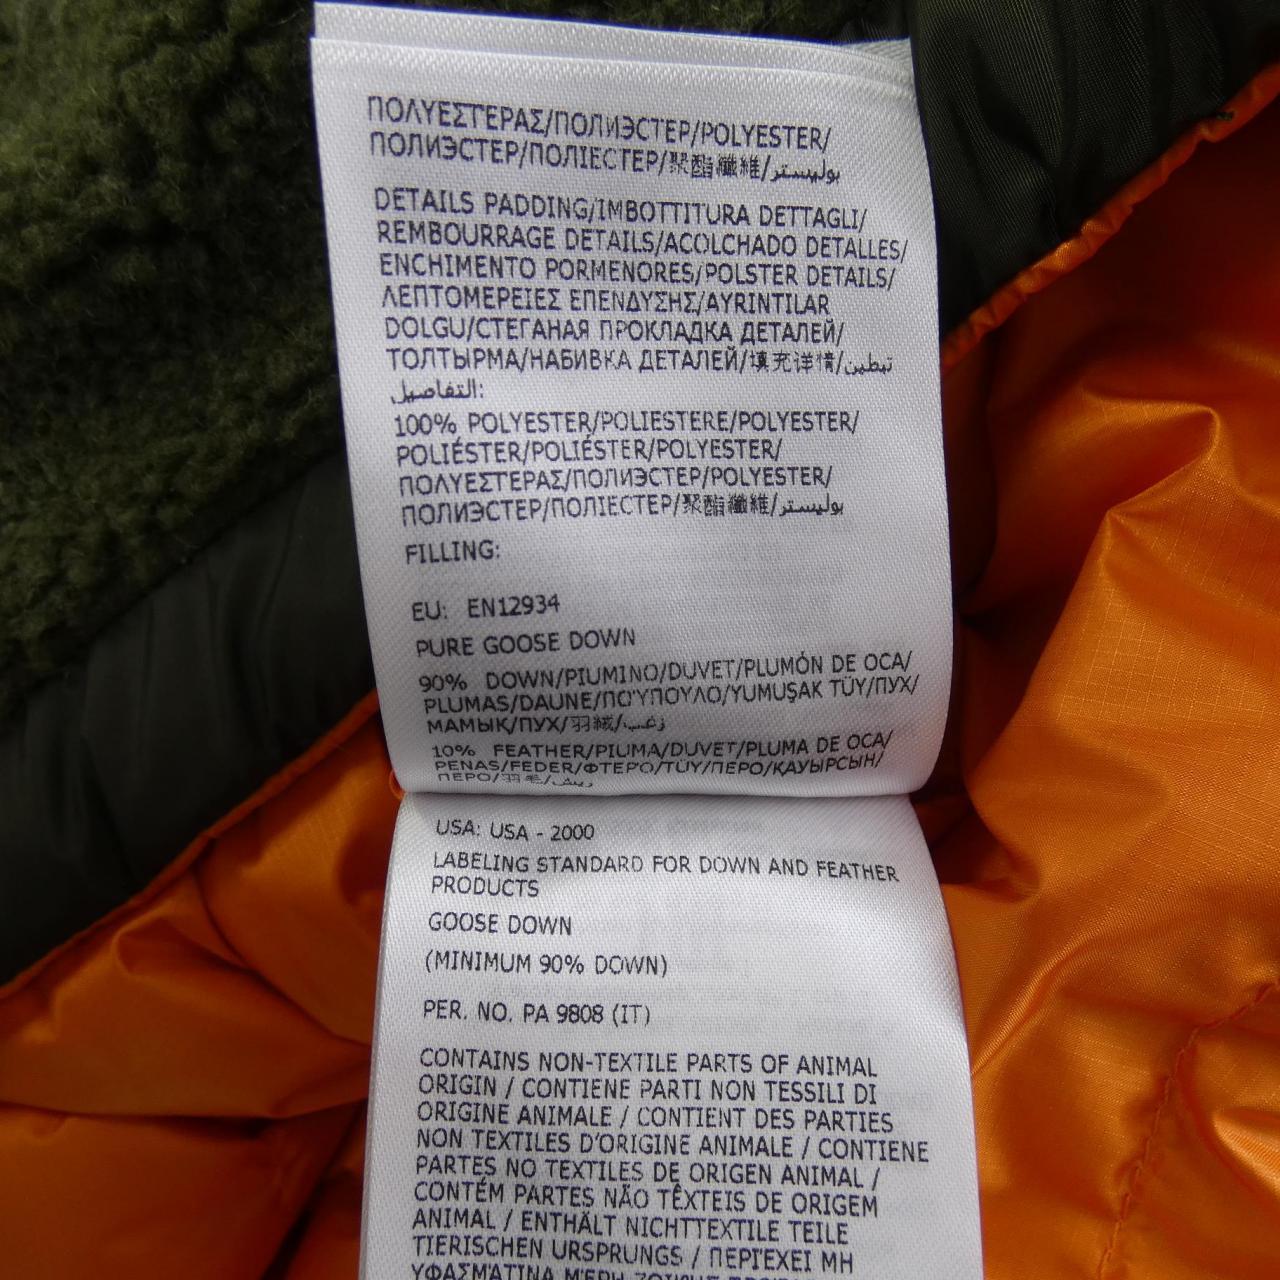 ΠΟΛΥΕΣΤΕΡΑΣ/ПОЛИЭСТЕР/POLYESTER/
ПОЛИЭСТЕР/ПОЛІЕСТЕР/聚酯纖維/بوليستر
DETAILS PADDING/IMBOTTITURA DETTAGLI/
REMBOURRAGE DETAILS/ACOLCHADO DETALLES/
ENCHIMENTO PORMENORES/POLSTER DETAILS/
ΛΕΠΤΟΜΕΡΕΙΕΣ ΕΠΕΝΔΥΣΗΣ/AYRINTILAR
DOLGU/СТЕГАНАЯ ПРОКЛАДКА ДЕТАЛЕЙ/
ТОЛТЫРМА/НАБИВКА ДЕТАЛЕЙ/填充详情/تبطين
التفاصيل:
100% POLYESTER/POLIESTERE/POLYESTER/
POLIÉSTER/POLIÉSTER/POLYESTER/
ΠΟΛΥΕΣΤΕΡΑΣ/ПОЛИЭСТЕР/POLYESTER/
ПОЛИЭСТЕР/ПОЛІЕСТЕР/聚酯纖維/بوليستر
FILLING:
EU: EN12934
PURE GOOSE DOWN
90% DOWN/PIUMINO/DUVET/PLUMÓN DE OCA/
PLUMAS/DAUNE/ΠΟΎΠΟΥΛΟ/YUMUŞAK TÜY/ПУХ/
МАМЫҚ/ПУХ/羽絨/زغب
10% FEATHER/PIUMA/DUVET/PLUMA DE OCA/
PENAS/FEDER/ΦΤΕΡΌ/TÜY/ПЕРО/ҚАУЫРСЫН/
ПЕРО/羽毛/ريش
USA: USA - 2000
LABELING STANDARD FOR DOWN AND FEATHER
PRODUCTS
GOOSE DOWN
(MINIMUM 90% DOWN)
PER. NO. PA 9808 (IT)
CONTAINS NON-TEXTILE PARTS OF ANIMAL
ORIGIN / CONTIENE PARTI NON TESSILI DI
ORIGINE ANIMALE / CONTIENT DES PARTIES
NON TEXTILES D'ORIGINE ANIMALE / CONTIENE
PARTES NO TEXTILES DE ORIGEN ANIMAL /
CONTÉM PARTES NÃO TÊXTEIS DE ORIGEM
ANIMAL / ENTHÄLT NICHTTEXTILE TEILE
TIERISCHEN URSPRUNGS / ΠΕΡΙΈΧΕΙ ΜΗ
ΥΦΑΣΜΆΤΙΝΑ ΜΈΡΗ